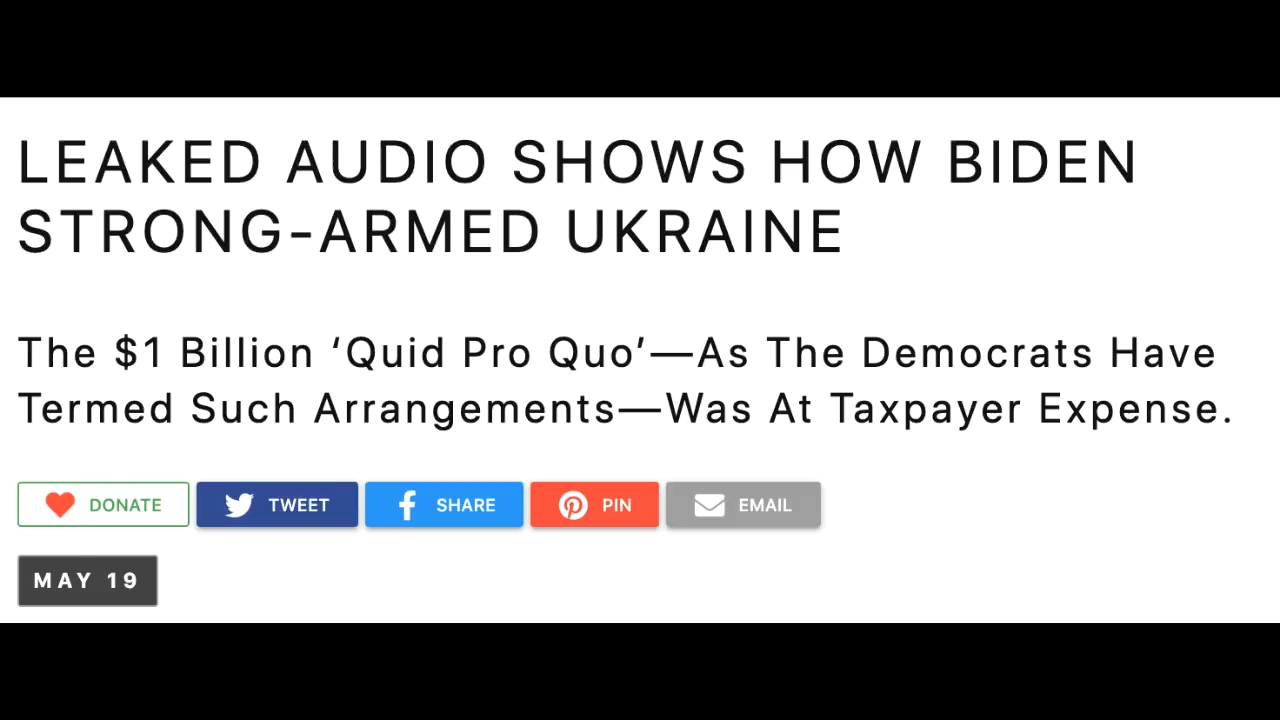 LEAKED AUDIO SHOWS HOW BIDEN
STRONG-ARMED UKRAINE
The $1 Billion ‘Quid Pro Quo’—As The Democrats Have
Termed Such Arrangements—Was At Taxpayer Expense.
DONATE TWEET SHARE PIN EMAIL
MAY 19